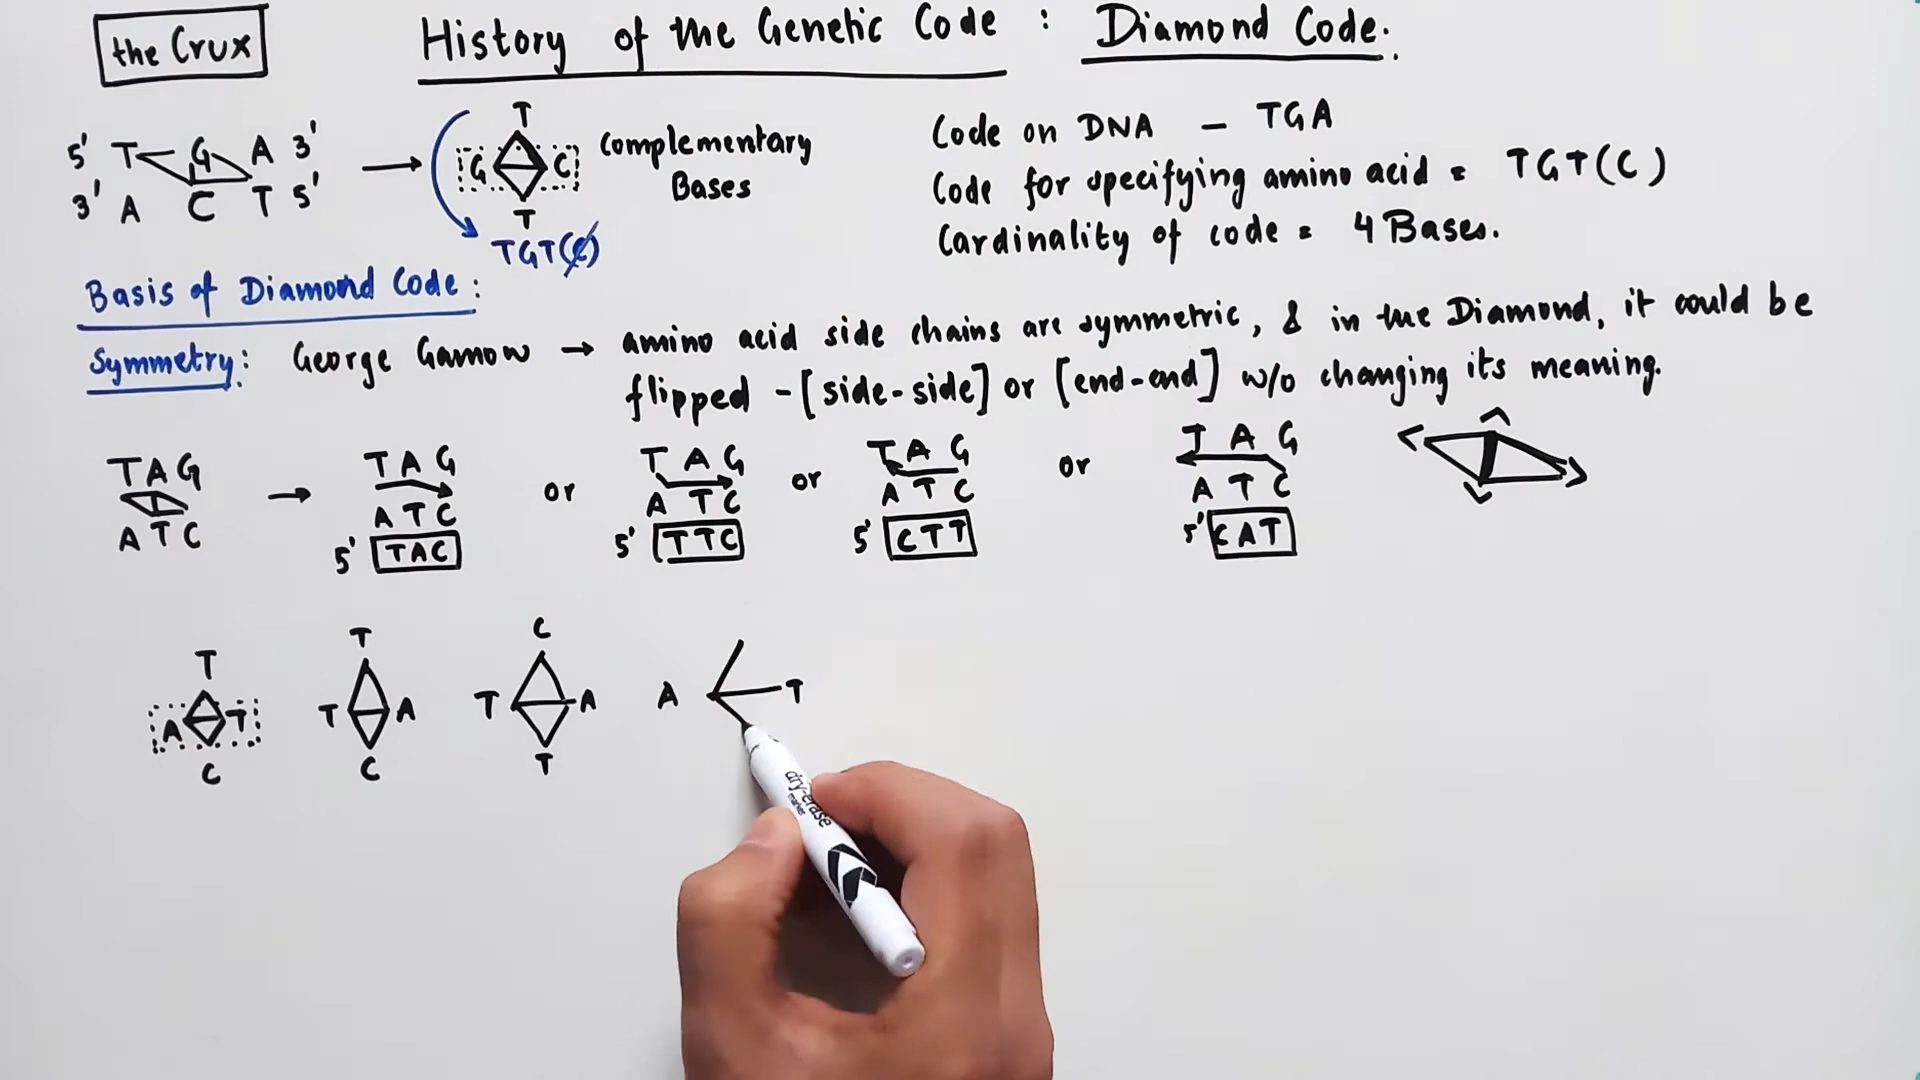 the Crux
History of the Genetic Code : Diamond Code.
5' T G A 3'
3' A C T 5'
T
G C
T
TGT(C)
Complementary
Bases
Code on DNA - TGA
Code for specifying amino acid = TGT(C)
Cardinality of code = 4 Bases.
Basis of Diamond Code:
Symmetry: George Gamow → amino acid side chains are symmetric, & in the Diamond, it could be
flipped - [side-side] or [end-end] w/o changing its meaning.
TAG
ATC
→
TAG
ATC
5' TAC
or
TAG
ATC
5' TTC
or
TAG
ATC
5' CTT
or
TAG
ATC
5' CAT
T
A T
C
T
T A
C
C
T A
T
A T
dry-erase
marker